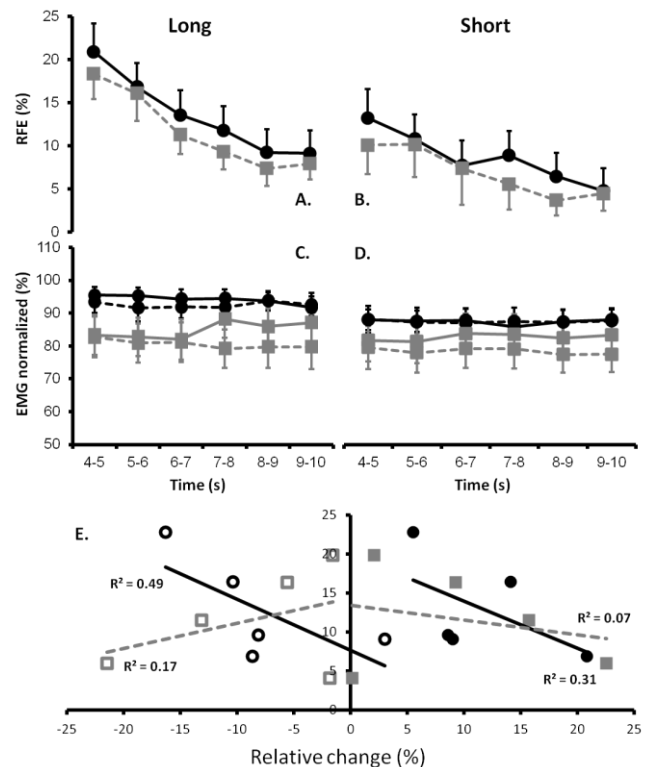 Long Short
25
20
15
10
5
0
RFE (%)
A. B.
110
100
90
80
70
60
50
EMG normalized (%)
C. D.
4-5 5-6 6-7 7-8 8-9 9-10 4-5 5-6 6-7 7-8 8-9 9-10
Time (s) Time (s)
E.
25
20
15
10
5
0
R² = 0.49
R² = 0.07
R² = 0.17
R² = 0.31
-25 -20 -15 -10 -5 0 5 10 15 20 25
Relative change (%)